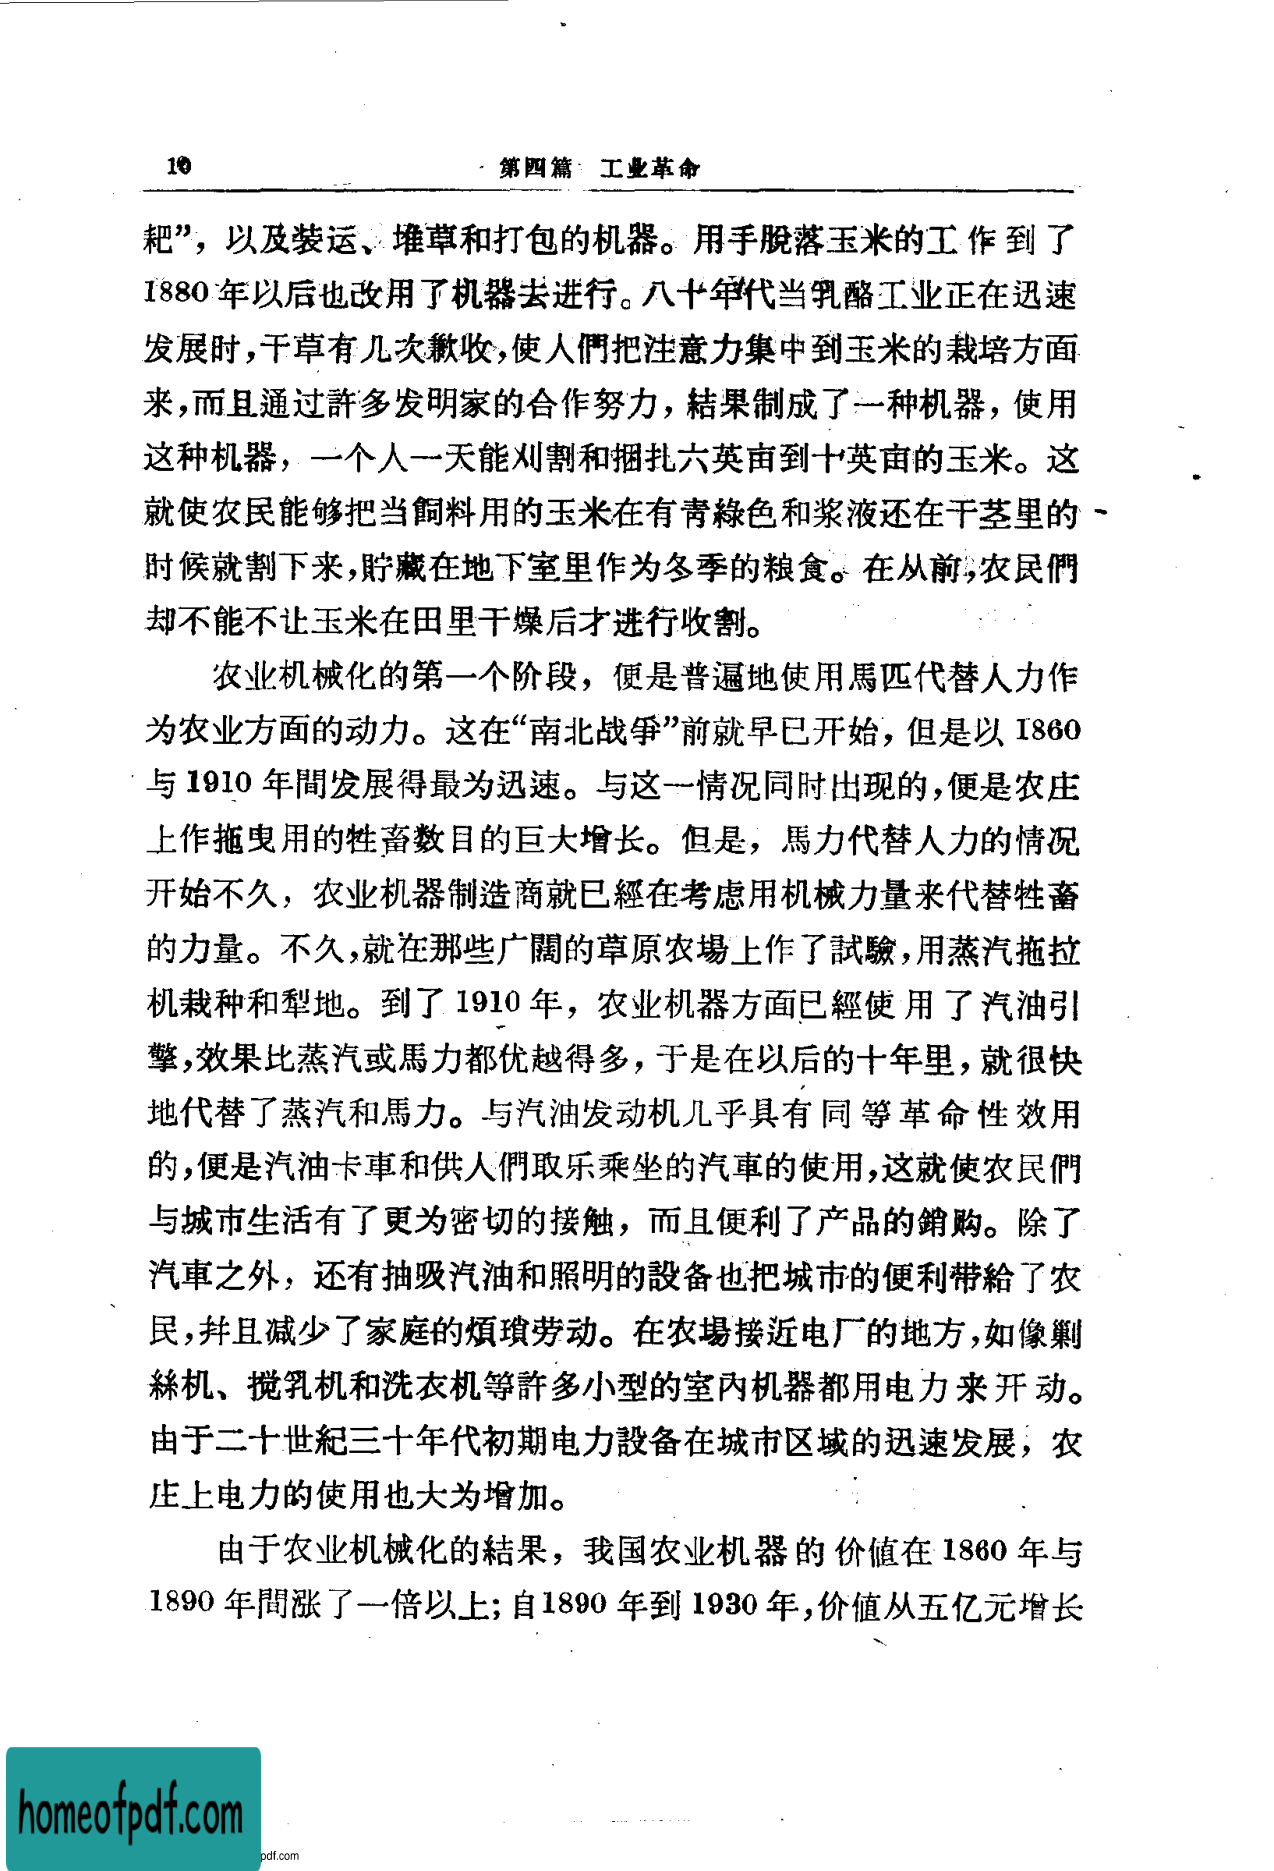 10 第四篇 工业革命
耙”，以及装运、堆草和打包的机器。用手脫落玉米的工作到了
1880年以后也改用了机器去进行。八十年代当乳酪工业正在迅速
发展时，干草有几次歉收，使人們把注意力集中到玉米的栽培方面
来，而且通过許多发明家的合作努力，結果制成了一种机器，使用
这种机器，一个人一天能刈割和捆扎六英亩到十英亩的玉米。这
就使农民能够把当飼料用的玉米在有青綠色和浆液还在干茎里的
时候就割下来，貯藏在地下室里作为冬季的粮食。在从前，农民們
却不能不让玉米在田里干燥后才进行收割。
农业机械化的第一个阶段，便是普遍地使用馬匹代替人力作
为农业方面的动力。这在“南北战爭”前就早已开始，但是以 1860
与 1910 年間发展得最为迅速。与这一情况同时出现的，便是农庄
上作拖曳用的牲畜数目的巨大增长。但是，馬力代替人力的情况
开始不久，农业机器制造商就已經在考虑用机械力量来代替牲畜
的力量。不久，就在那些广闊的草原农場上作了試驗，用蒸汽拖拉
机栽种和犁地。到了 1910 年，农业机器方面已經使用了汽油引
擎，效果比蒸汽或馬力都优越得多，于是在以后的十年里，就很快
地代替了蒸汽和馬力。与汽油发动机几乎具有同等革命性效用
的，便是汽油卡車和供人們取乐乘坐的汽車的使用，这就使农民們
与城市生活有了更为密切的接触，而且便利了产品的銷购。除了
汽車之外，还有抽吸汽油和照明的設备也把城市的便利带給了农
民，幷且减少了家庭的煩瑣劳动。在农場接近电厂的地方，如像剿
絲机、搅乳机和洗衣机等許多小型的室內机器都用电力来开动。
由于二十世紀三十年代初期电力設备在城市区域的迅速发展，农
庄上电力的使用也大为增加。
由于农业机械化的結果，我国农业机器的价值在 1860 年与
1890 年間涨了一倍以上；自1890 年到 1930 年，价值从五亿元增长
homeofpdf.com
pdf.com